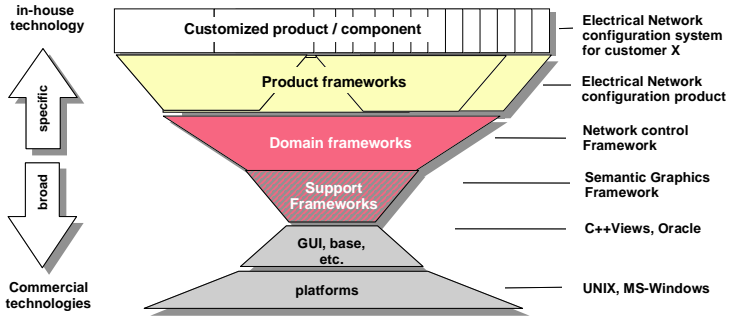 in-house
technology
specific
broad
Commercial
technologies
Customized product / component
Product frameworks
Domain frameworks
Support
Frameworks
GUI, base,
etc.
platforms
Electrical Network
configuration system
for customer X
Electrical Network
configuration product
Network control
Framework
Semantic Graphics
Framework
C++Views, Oracle
UNIX, MS-Windows